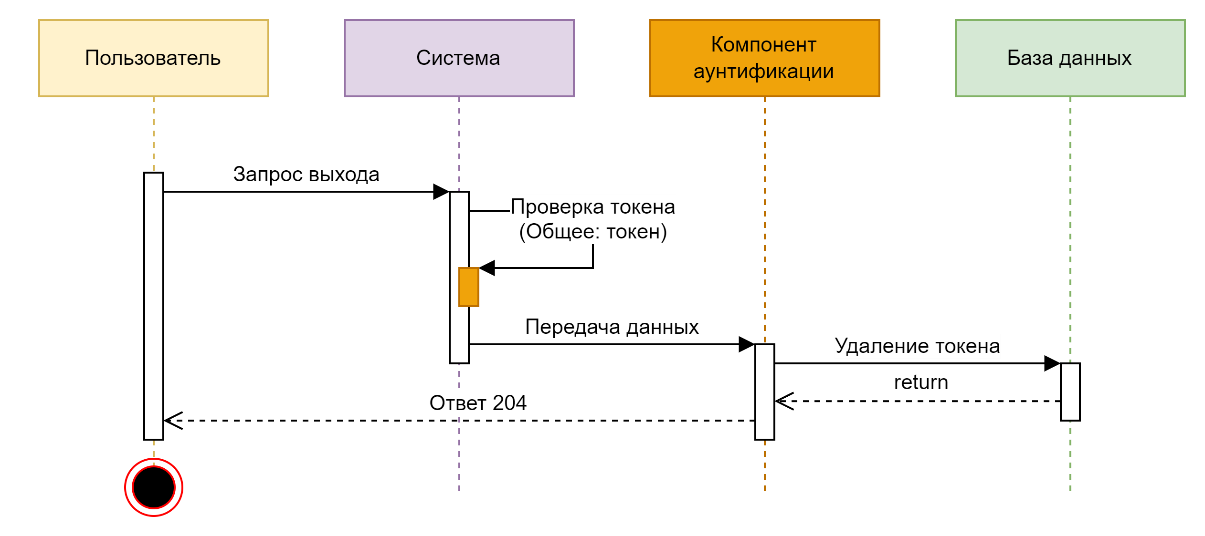 Пользователь
Система
Компонент
аунтификации
База данных
Запрос выхода
Проверка токена
(Общее: токен)
Передача данных
Удаление токена
return
Ответ 204